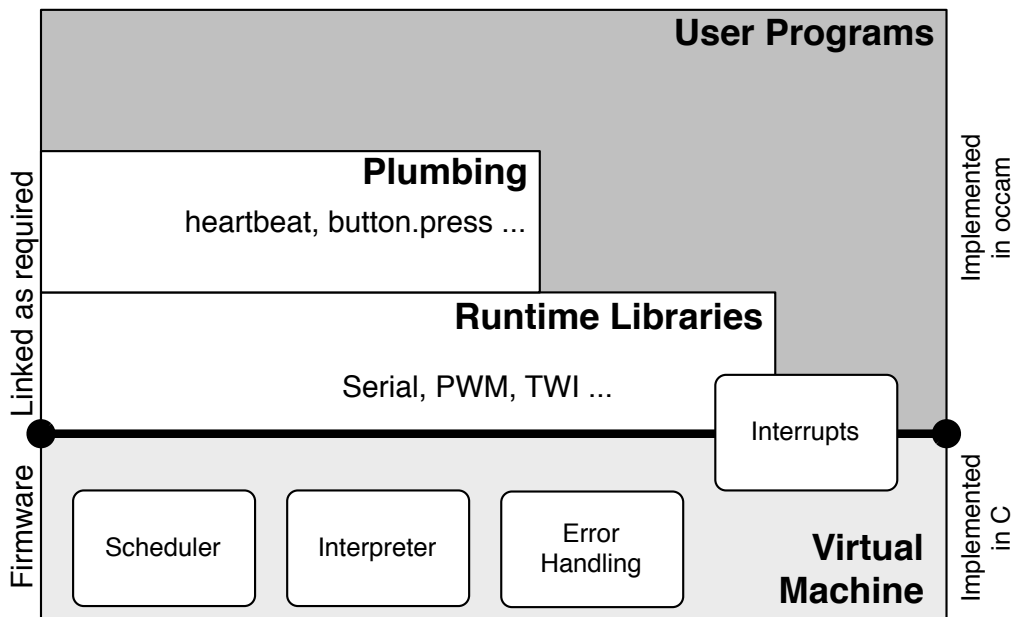 User Programs
Plumbing
heartbeat, button.press ...
Runtime Libraries
Serial, PWM, TWI ...
Interrupts
Scheduler
Interpreter
Error
Handling
Virtual
Machine
Linked as required
Firmware
Implemented
in occam
Implemented
in C